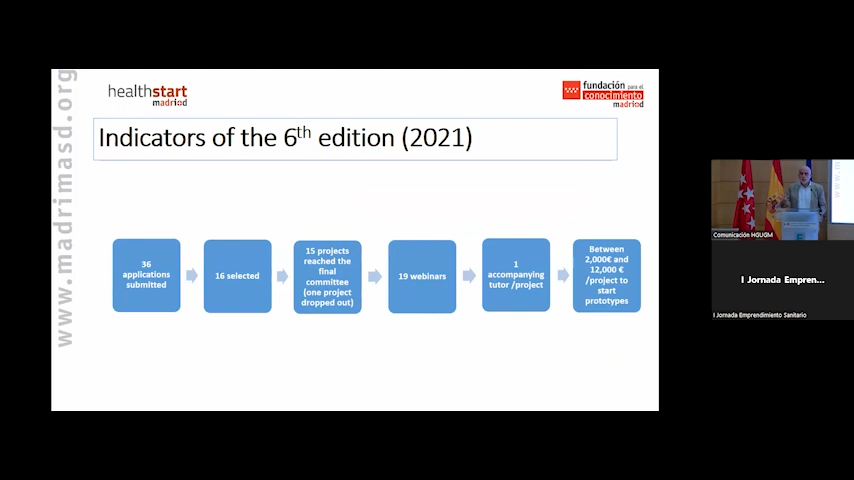 www.madrimasd.org
healthstart
madrid
fundación para el
conocimiento
madrid
Indicators of the 6th edition (2021)
36
applications
submitted
16 selected
15 projects
reached the
final
committee
(one project
dropped out)
19 webinars
1
accompanying
tutor /project
Between
2,000€ and
12,000 €
/project to
start
prototypes
Comunicación HGUGM
I Jornada Empren...
I Jornada Emprendimiento Sanitario